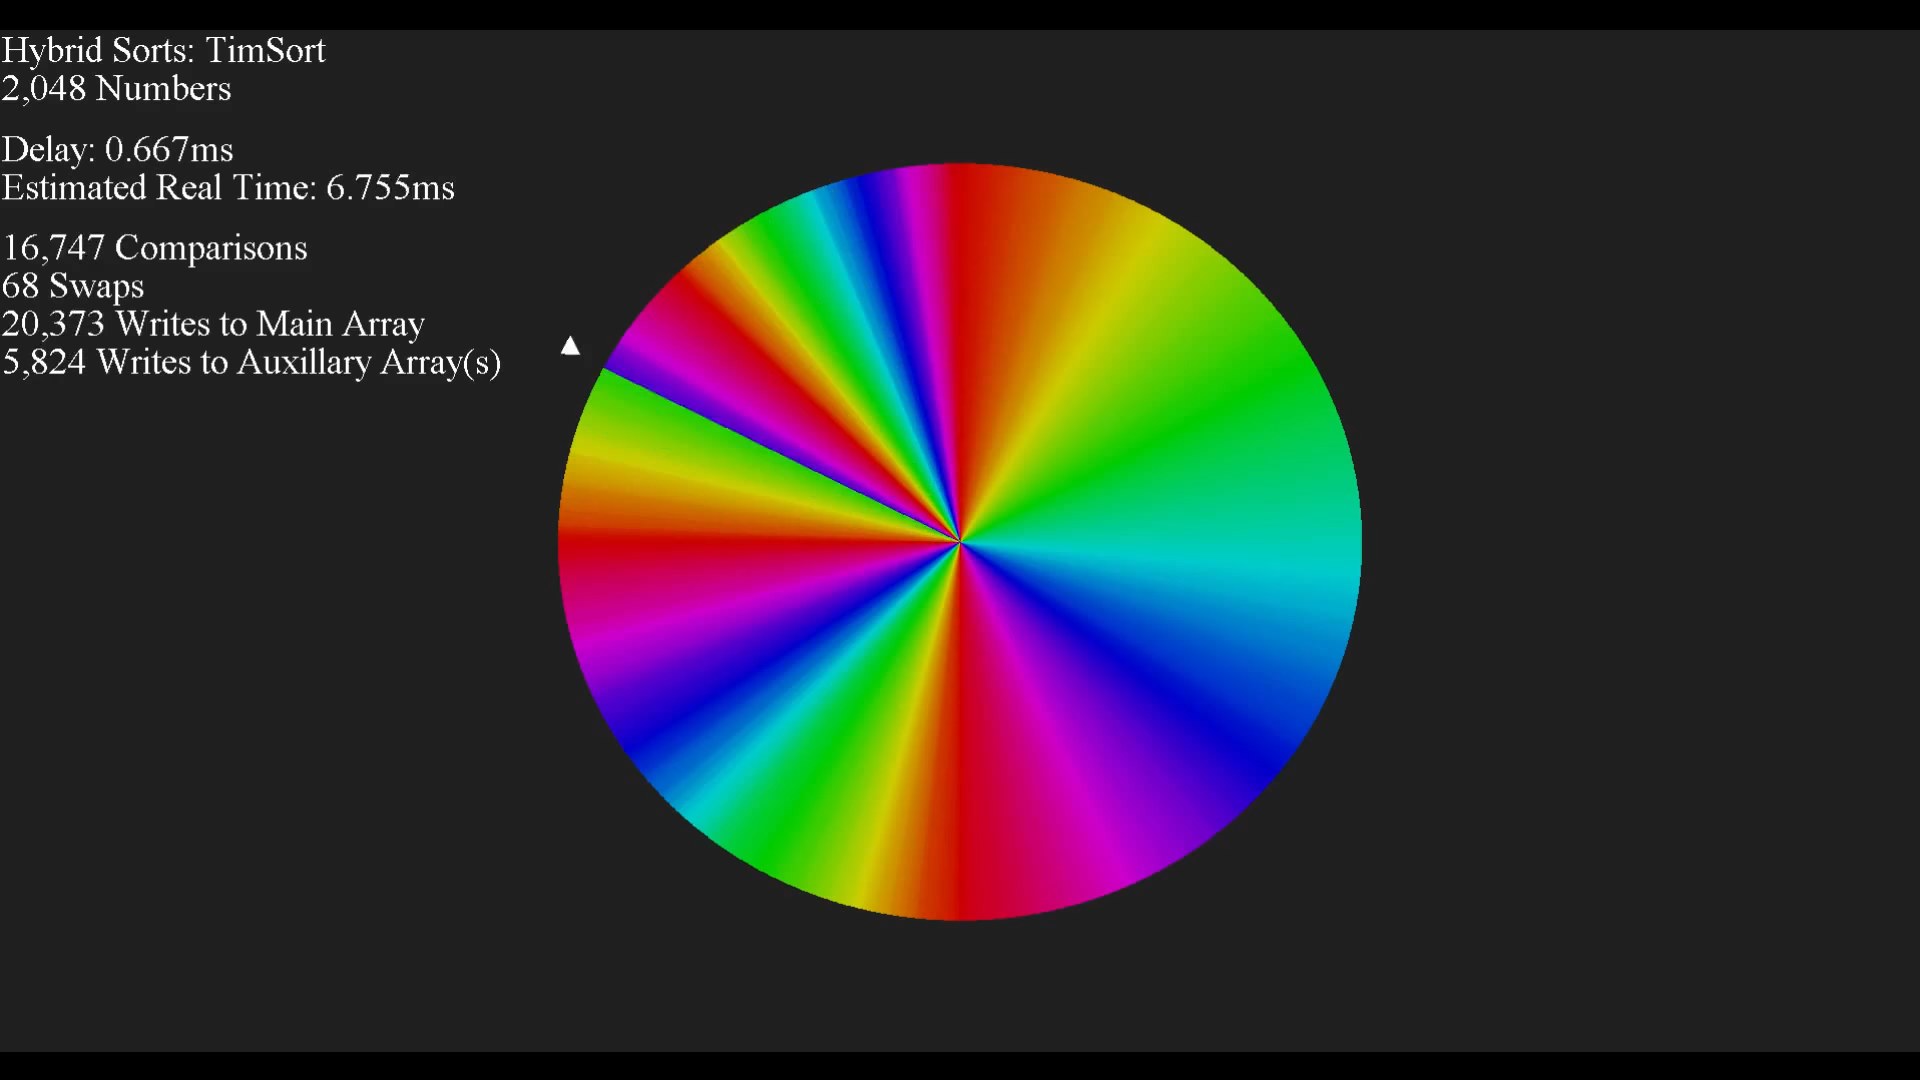 Hybrid Sorts: TimSort
2,048 Numbers
Delay: 0.667ms
Estimated Real Time: 6.755ms
16,747 Comparisons
68 Swaps
20,373 Writes to Main Array
5,824 Writes to Auxillary Array(s)